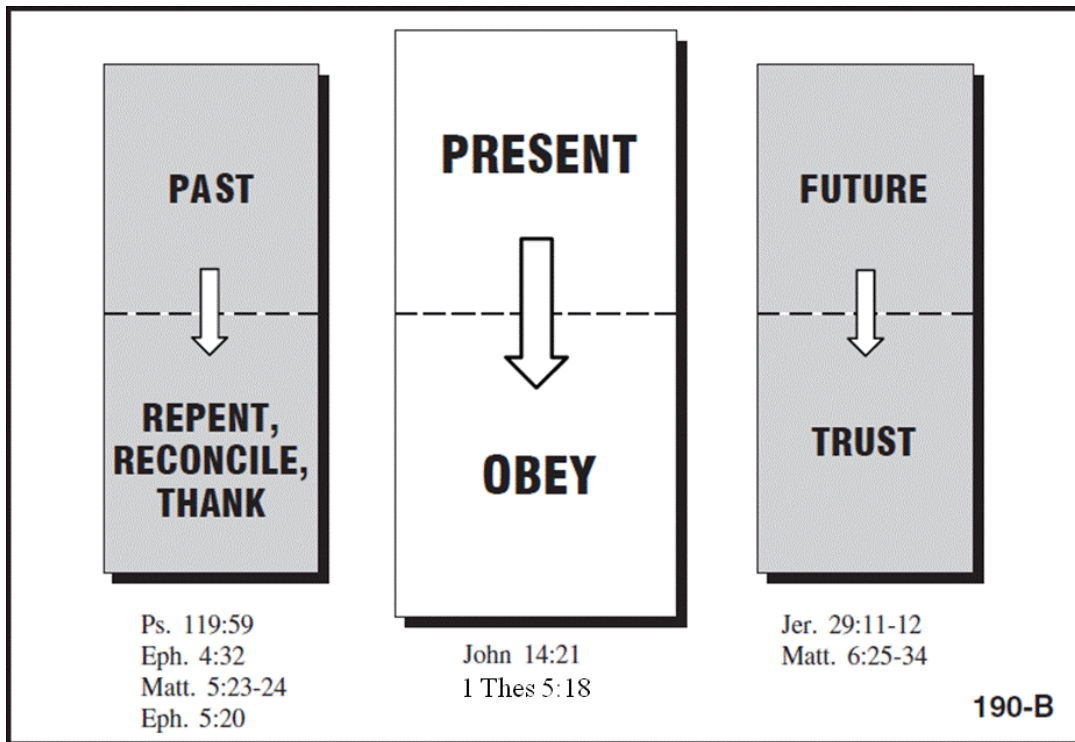 PAST
REPENT,
RECONCILE,
THANK
Ps. 119:59
Eph. 4:32
Matt. 5:23-24
Eph. 5:20
PRESENT
OBEY
John 14:21
1 Thes 5:18
FUTURE
TRUST
Jer. 29:11-12
Matt. 6:25-34
190-B